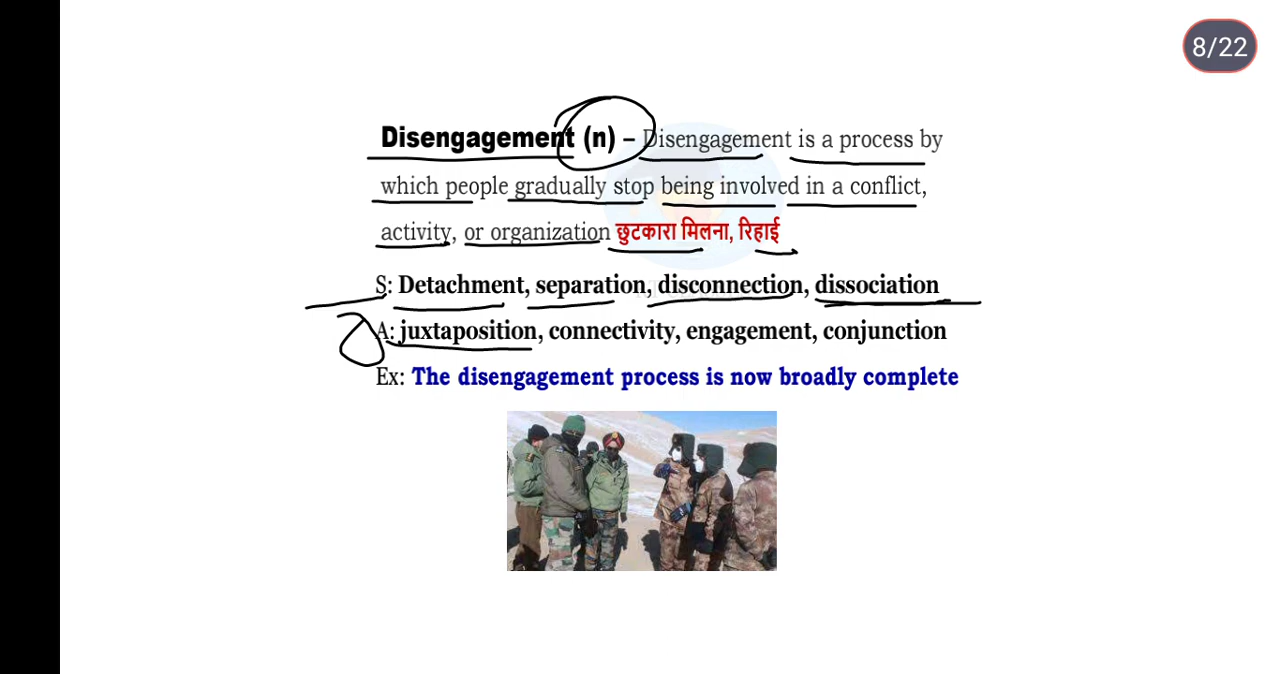 8/22
Disengagement (n) – Disengagement is a process by
which people gradually stop being involved in a conflict,
activity, or organization छुटकारा मिलना, रिहाई
S: Detachment, separation, disconnection, dissociation
A: juxtaposition, connectivity, engagement, conjunction
Ex: The disengagement process is now broadly complete